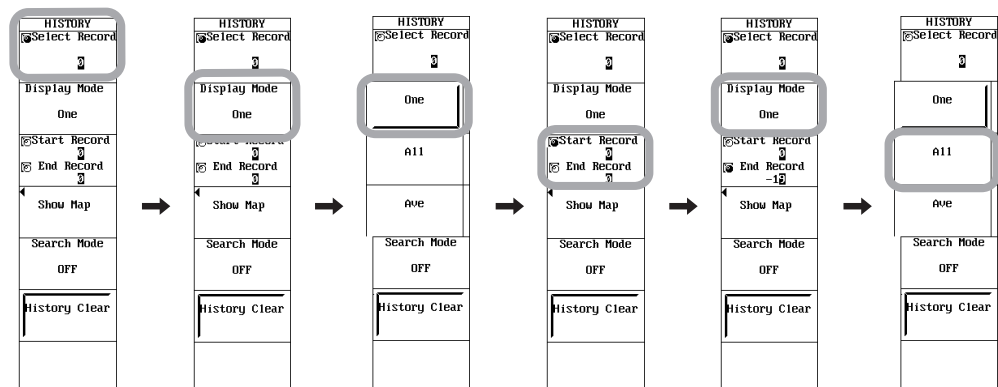 HISTORY
Select Record
0
Display Mode
One
Start Record
0
End Record
0
Show Map
Search Mode
OFF
History Clear
HISTORY
Select Record
0
Display Mode
One
Start Record
0
End Record
0
Show Map
Search Mode
OFF
History Clear
HISTORY
Select Record
0
One
All
Ave
Search Mode
OFF
History Clear
HISTORY
Select Record
0
Display Mode
One
Start Record
0
End Record
0
Show Map
Search Mode
OFF
History Clear
HISTORY
Select Record
0
Display Mode
One
Start Record
0
End Record
-19
Show Map
Search Mode
OFF
History Clear
HISTORY
Select Record
0
One
All
Ave
Search Mode
OFF
History Clear